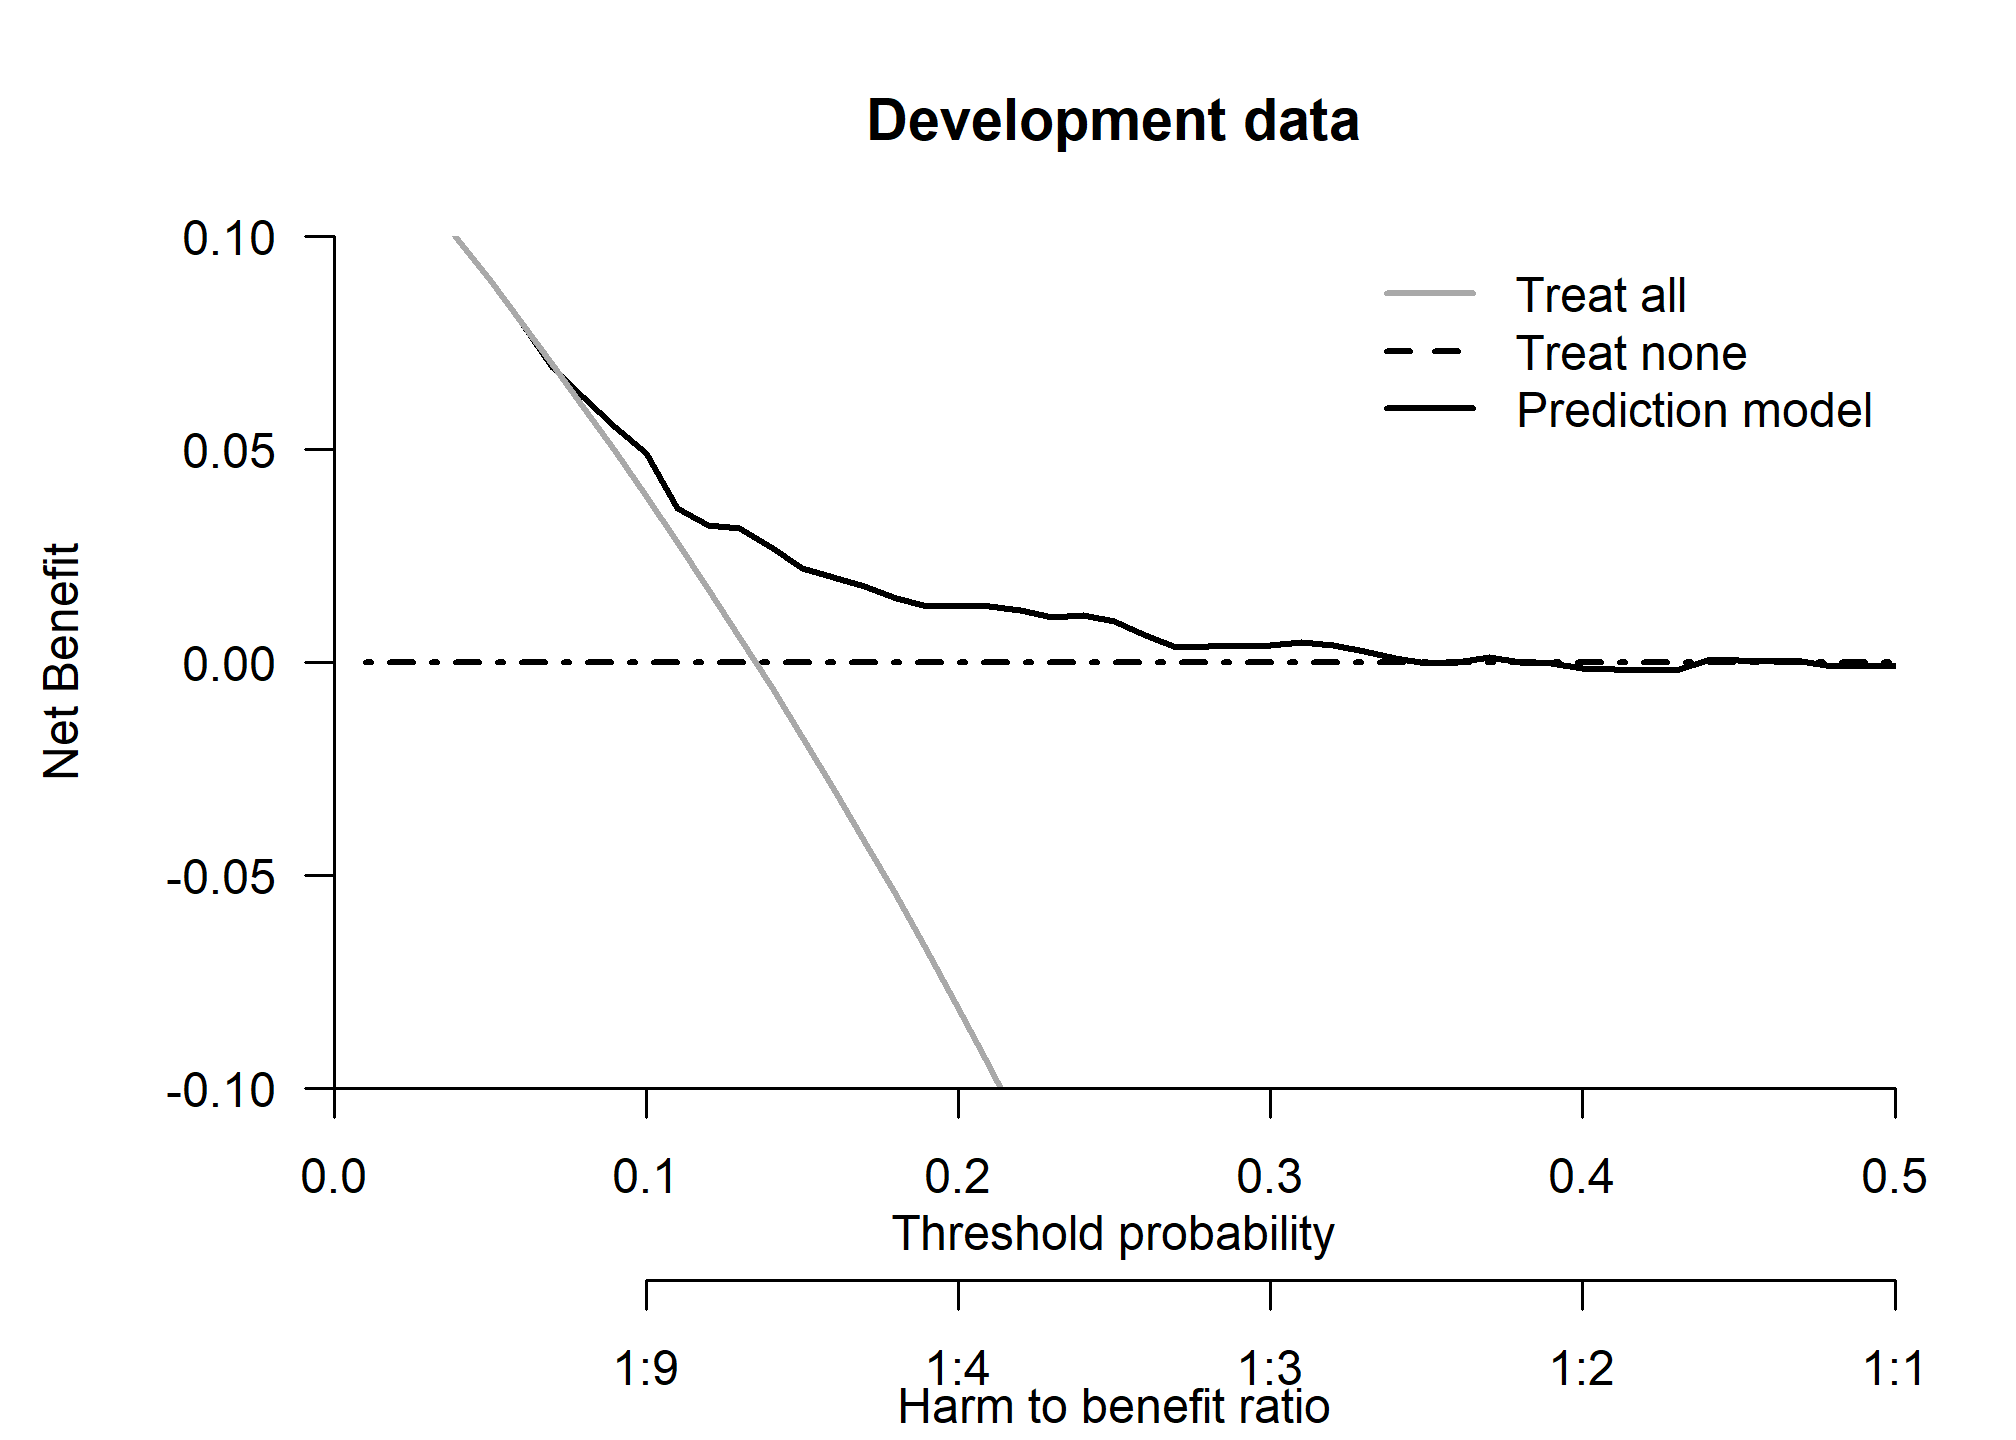 Development data
0.10
0.05
0.00
-0.05
-0.10
Net Benefit
Treat all
Treat none
Prediction model
0.0 0.1 0.2 0.3 0.4 0.5
Threshold probability
1:9 1:4 1:3 1:2 1:1
Harm to benefit ratio